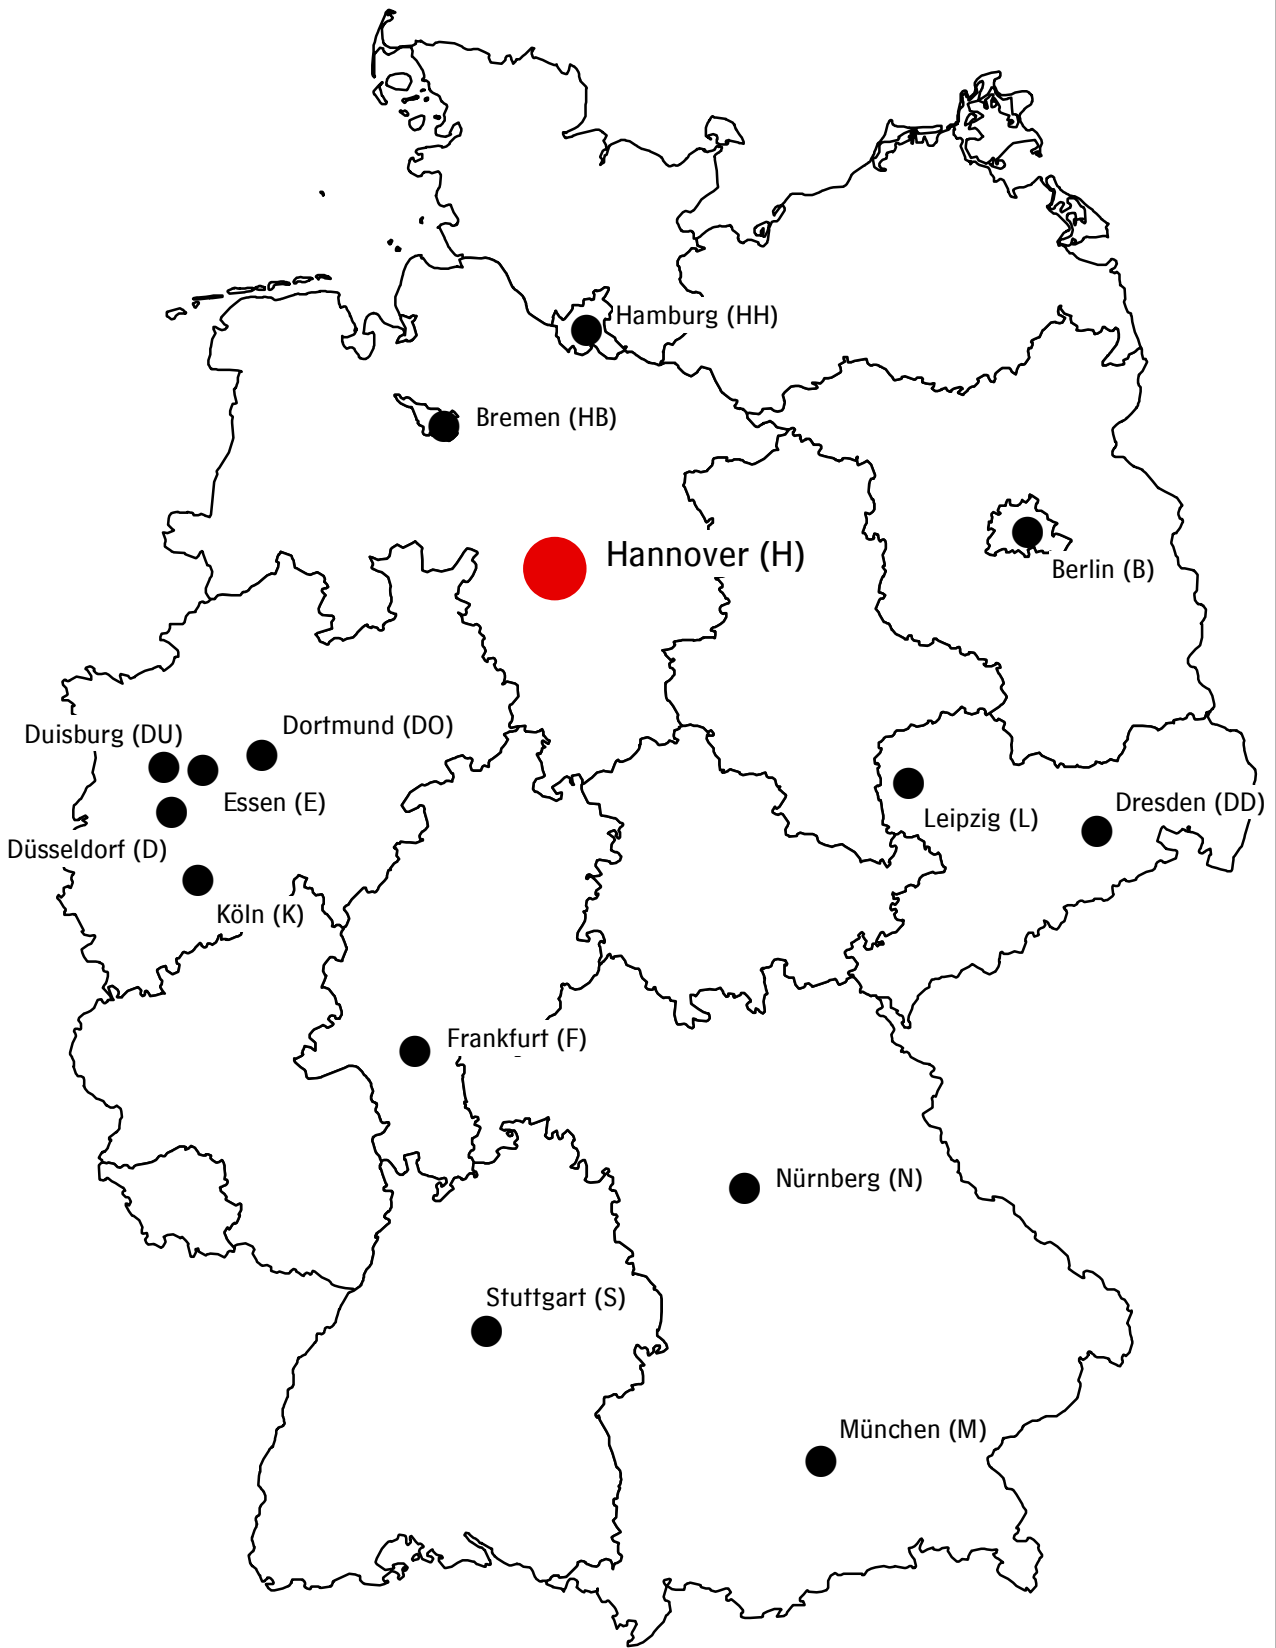 Hamburg (HH)
Bremen (HB)
Hannover (H)
Berlin (B)
Dortmund (DO)
Duisburg (DU)
Essen (E)
Leipzig (L)
Dresden (DD)
Düsseldorf (D)
Köln (K)
Frankfurt (F)
Nürnberg (N)
Stuttgart (S)
München (M)